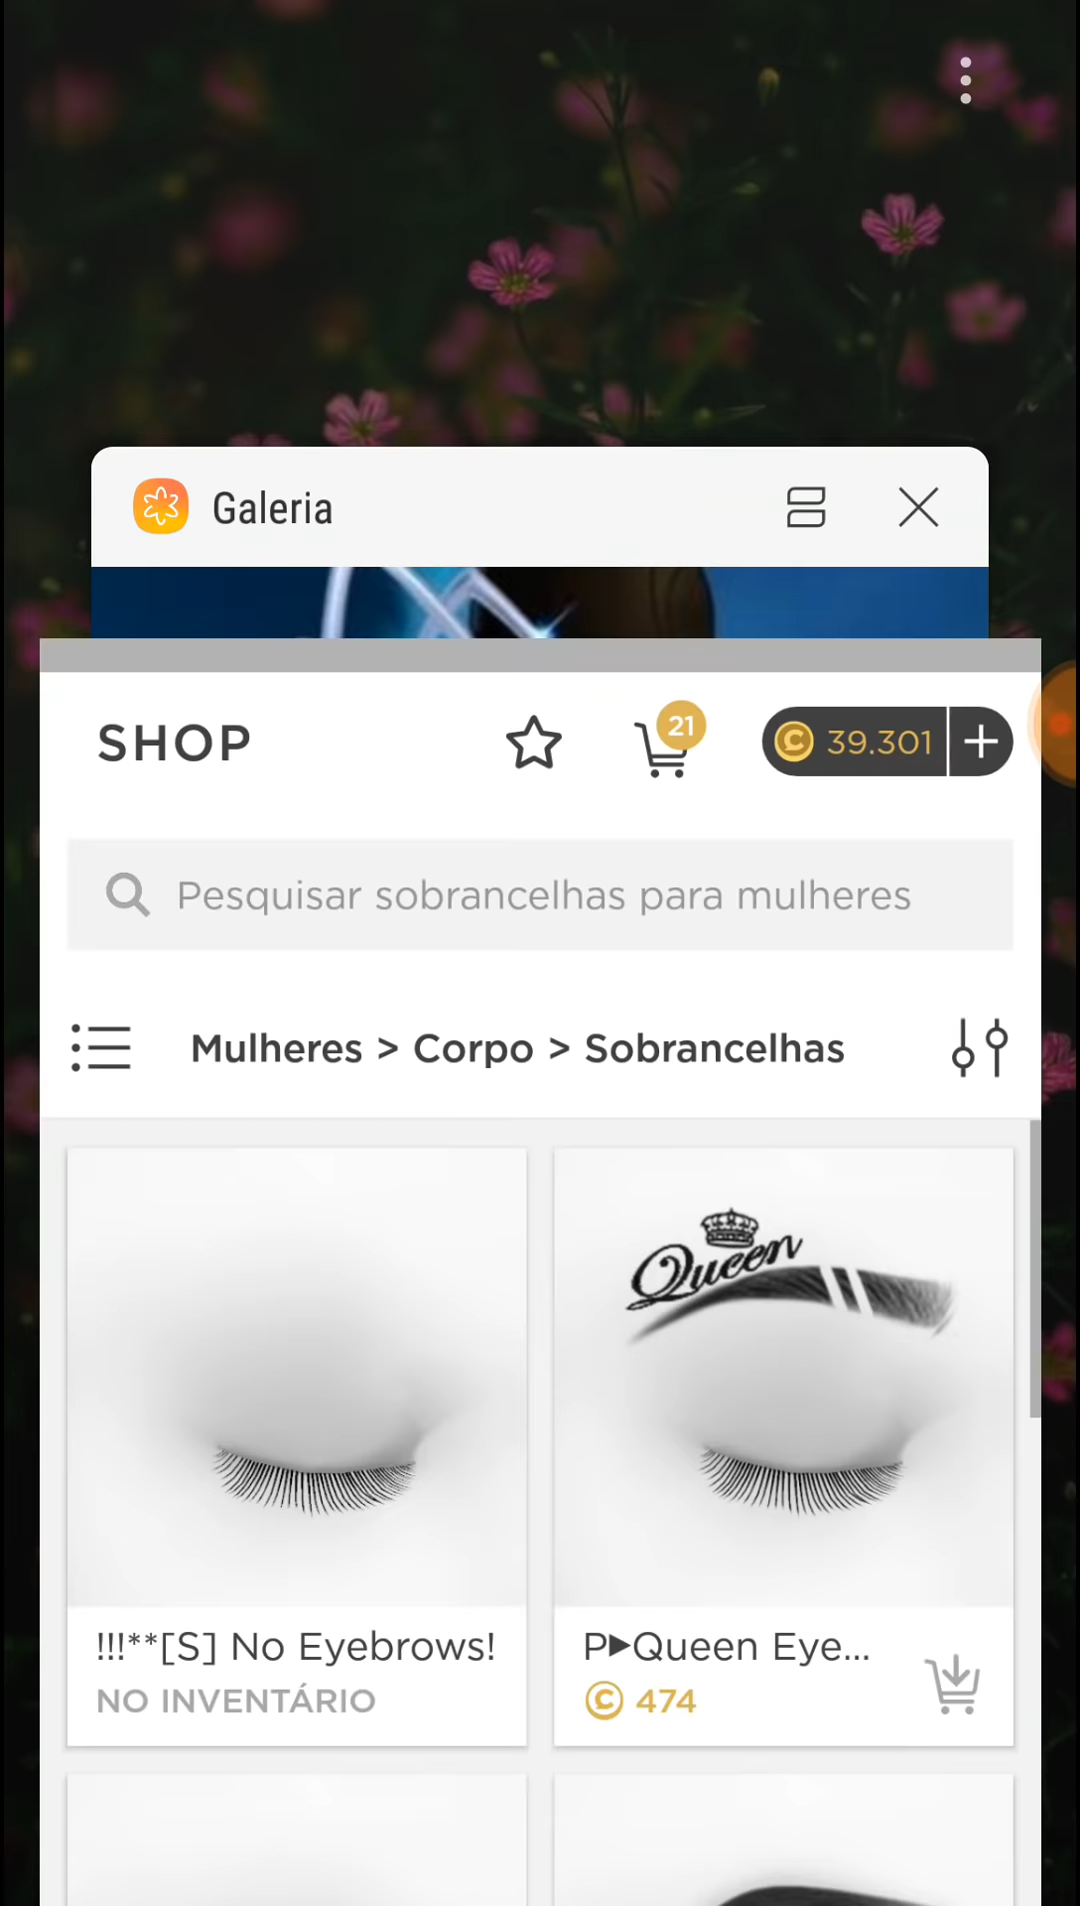 Galeria
SHOP
21
39.301
Pesquisar sobrancelhas para mulheres
Mulheres > Corpo > Sobrancelhas
Queen
!!!**[S] No Eyebrows!
NO INVENTÁRIO
P▶Queen Eye...
474